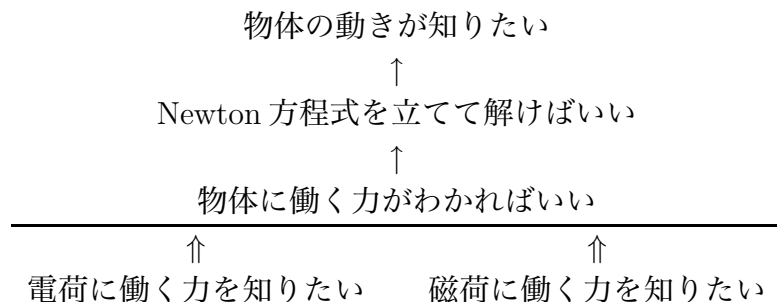 物体の動きが知りたい
↑
Newton 方程式を立てて解けばいい
↑
物体に働く力がわかればいい
⇑ ⇑
電荷に働く力を知りたい 磁荷に働く力を知りたい